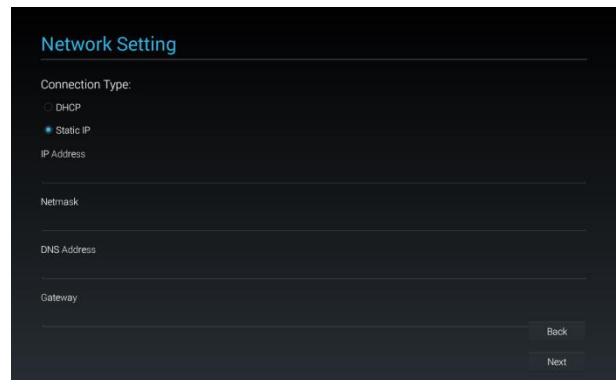 Network Setting
Connection Type:
DHCP
Static IP
IP Address
Netmask
DNS Address
Gateway
Back
Next